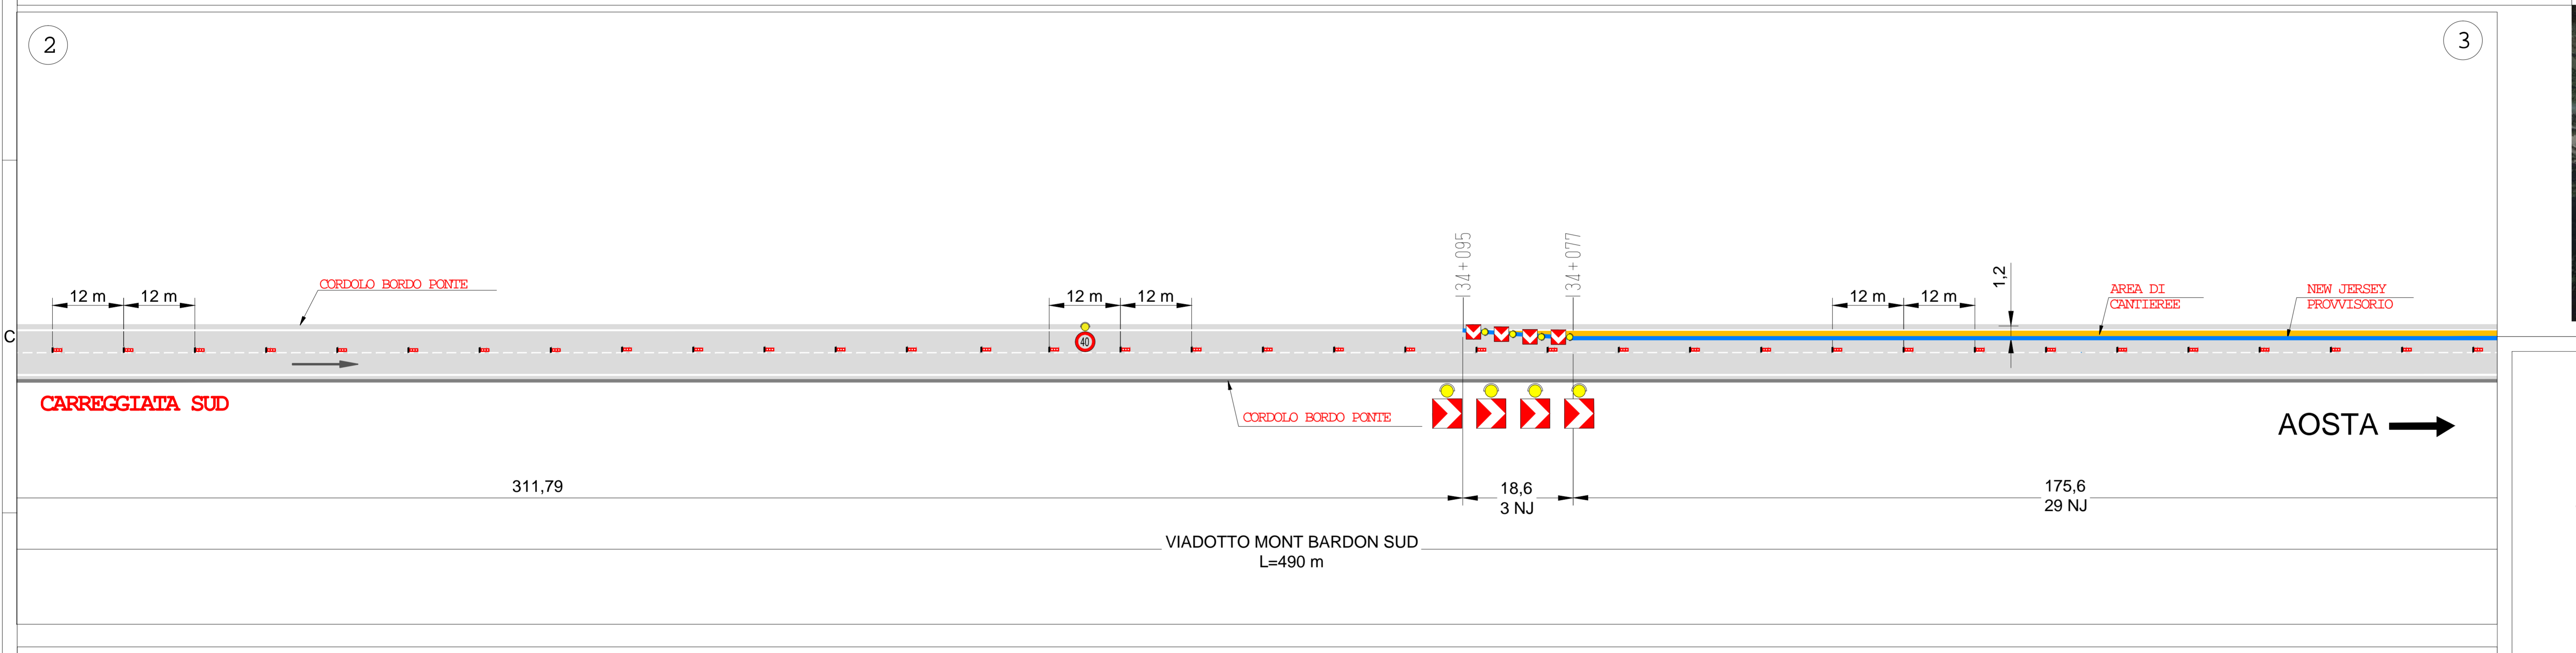 2
3
C
12 m
12 m
CORDOLO BORDO PONTE
12 m
12 m
40
34+095
34+077
12 m
12 m
1,2
AREA DI
CANTIEREE
NEW JERSEY
PROVVISORIO
CARREGGIATA SUD
CORDOLO BORDO PONTE
AOSTA
311,79
18,6
3 NJ
175,6
29 NJ
VIADOTTO MONT BARDON SUD
L=490 m